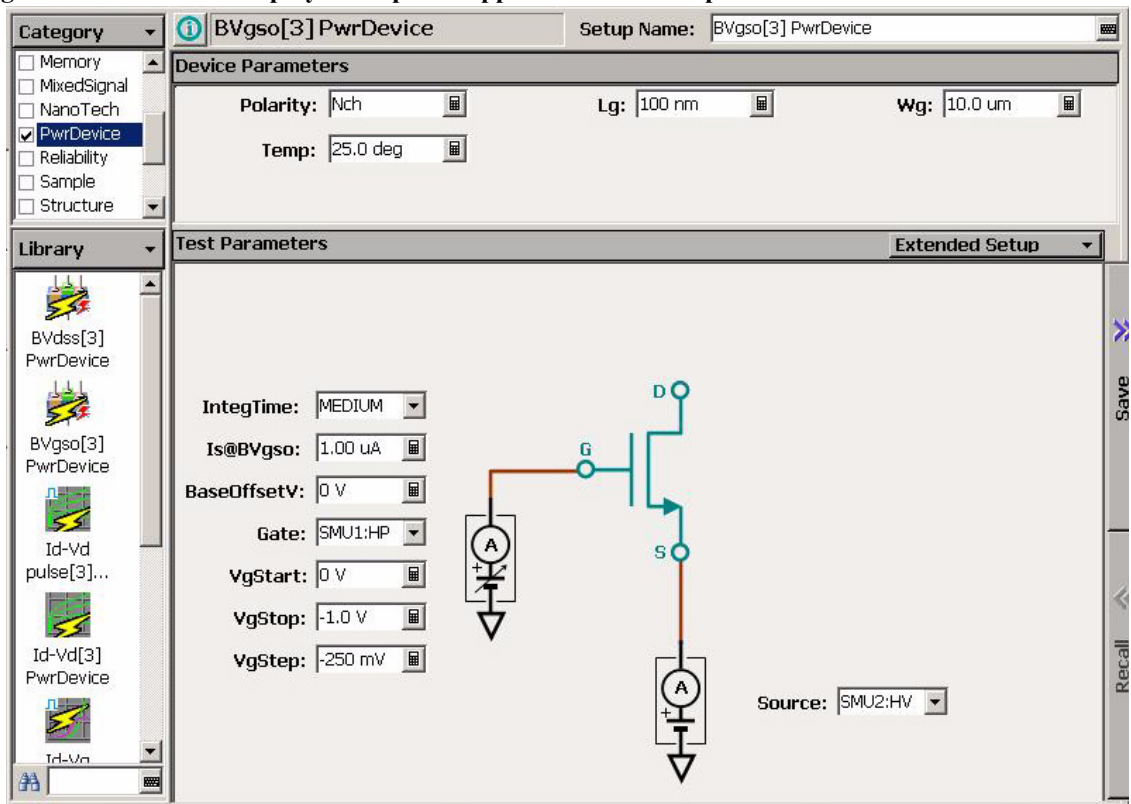 Category
BVgso[3] PwrDevice
Setup Name: BVgso[3] PwrDevice
Memory
MixedSignal
NanoTech
PwrDevice
Reliability
Sample
Structure
Device Parameters
Polarity: Nch
Lg: 100 nm
Wg: 10.0 um
Temp: 25.0 deg
Library
Test Parameters
Extended Setup
BVdss[3]
PwrDevice
BVgso[3]
PwrDevice
Id-Vd
pulse[3]...
Id-Vd[3]
PwrDevice
Id-Vg
IntegTime: MEDIUM
Is@BVgso: 1.00 uA
BaseOffsetV: 0 V
Gate: SMU1:HP
VgStart: 0 V
VgStop: -1.0 V
VgStep: -250 mV
D
G
S
A
+
A
+
Source: SMU2:HV
Save
Recall